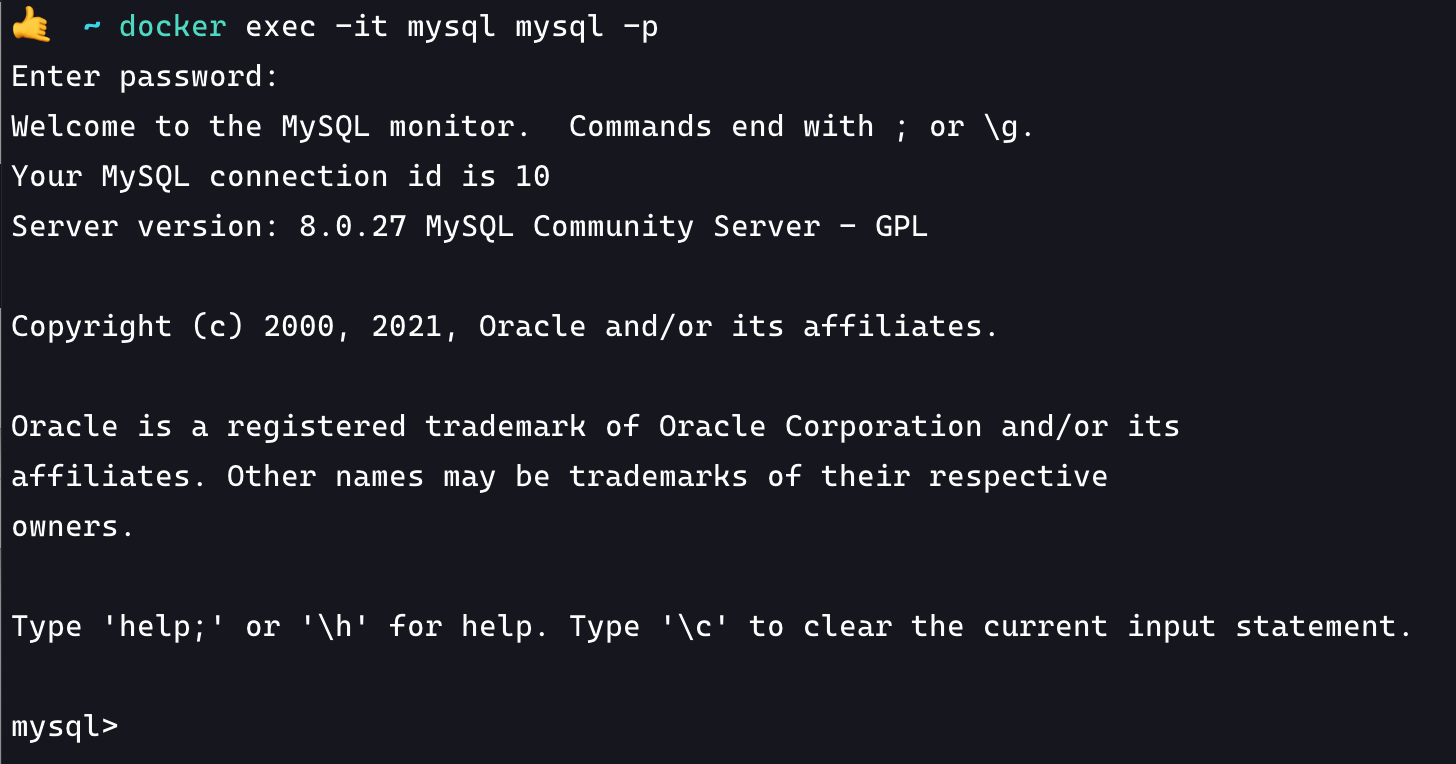 🤙 ~ docker exec -it mysql mysql -p
Enter password:
Welcome to the MySQL monitor.  Commands end with ; or \g.
Your MySQL connection id is 10
Server version: 8.0.27 MySQL Community Server - GPL

Copyright (c) 2000, 2021, Oracle and/or its affiliates.

Oracle is a registered trademark of Oracle Corporation and/or its
affiliates. Other names may be trademarks of their respective
owners.

Type 'help;' or '\h' for help. Type '\c' to clear the current input statement.

mysql>